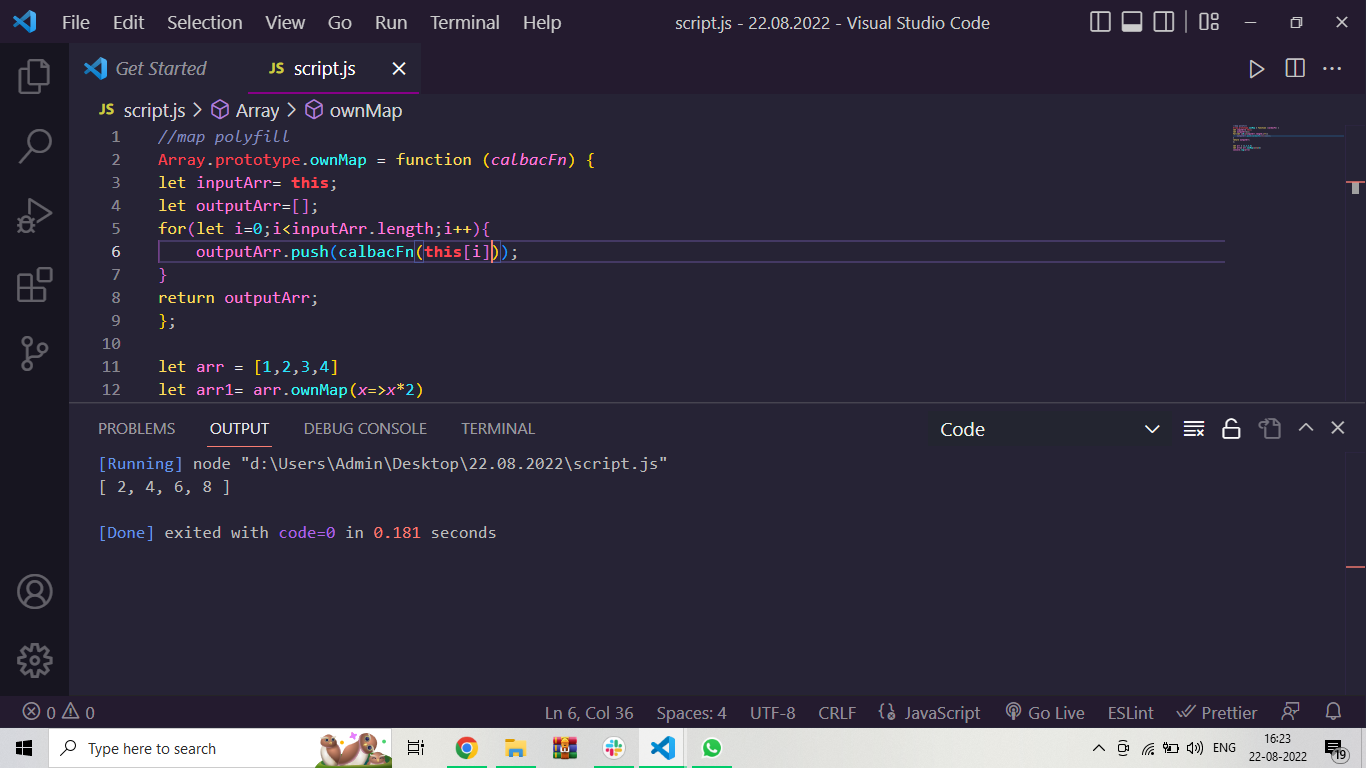 File Edit Selection View Go Run Terminal Help script.js - 22.08.2022 - Visual Studio Code
Get Started JS script.js
JS script.js > Array > ownMap
1 //map polyfill
2 Array.prototype.ownMap = function (calbacFn) {
3 let inputArr= this;
4 let outputArr=[];
5 for(let i=0;i<inputArr.length;i++){
6     outputArr.push(calbacFn(this[i]));
7 }
8 return outputArr;
9 };
10
11 let arr = [1,2,3,4]
12 let arr1= arr.ownMap(x=>x*2)
PROBLEMS OUTPUT DEBUG CONSOLE TERMINAL Code
[Running] node "d:\Users\Admin\Desktop\22.08.2022\script.js"
[ 2, 4, 6, 8 ]
[Done] exited with code=0 in 0.181 seconds
0 0 Ln 6, Col 36 Spaces: 4 UTF-8 CRLF JavaScript Go Live ESLint Prettier
Type here to search ENG 16:23
22-08-2022 19